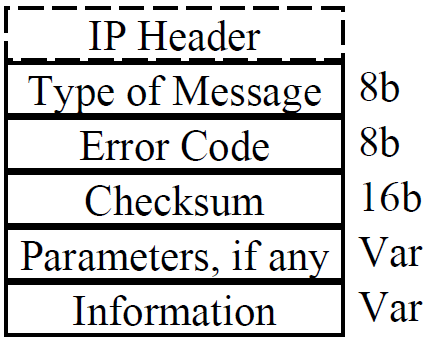 IP Header
Type of Message 8b
Error Code 8b
Checksum 16b
Parameters, if any Var
Information Var